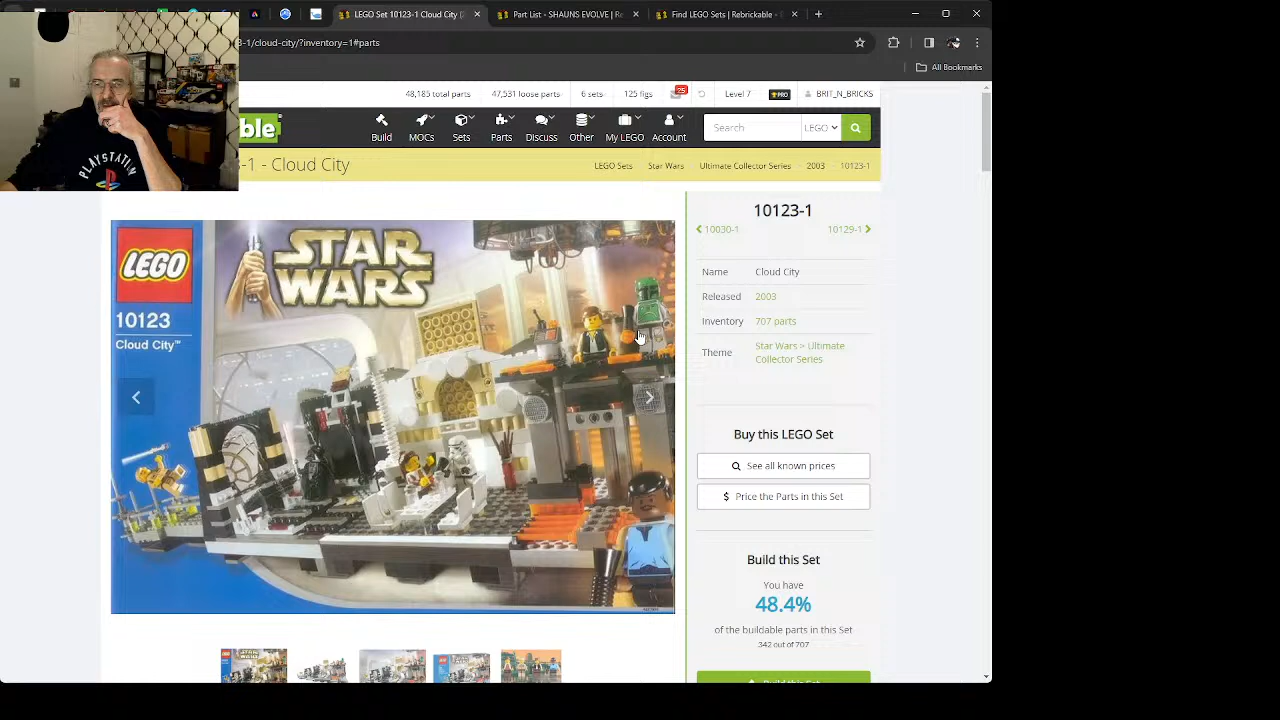 LEGO Set 10123-1 Cloud City
Part List - SHAUNS EVOLVE | R
Find LEGO Sets | Rebrickable -
3-1/cloud-city/?inventory=1#parts
All Bookmarks
48,185 total parts
47,531 loose parts
6 sets
125 figs
25
Level 7
PRO
BRIT_N_BRICKS
ble
Build
MOCs
Sets
Parts
Discuss
Other
My LEGO
Account
Search
LEGO
-1 - Cloud City
LEGO Sets
Star Wars
Ultimate Collector Series
2003
10123-1
PLAYSTATION
LEGO
STAR
WARS
10123
Cloud City™
10123-1
10030-1
10129-1
Name Cloud City
Released 2003
Inventory 707 parts
Theme Star Wars > Ultimate
Collector Series
Buy this LEGO Set
See all known prices
$ Price the Parts in this Set
Build this Set
You have
48.4%
of the buildable parts in this Set
342 out of 707